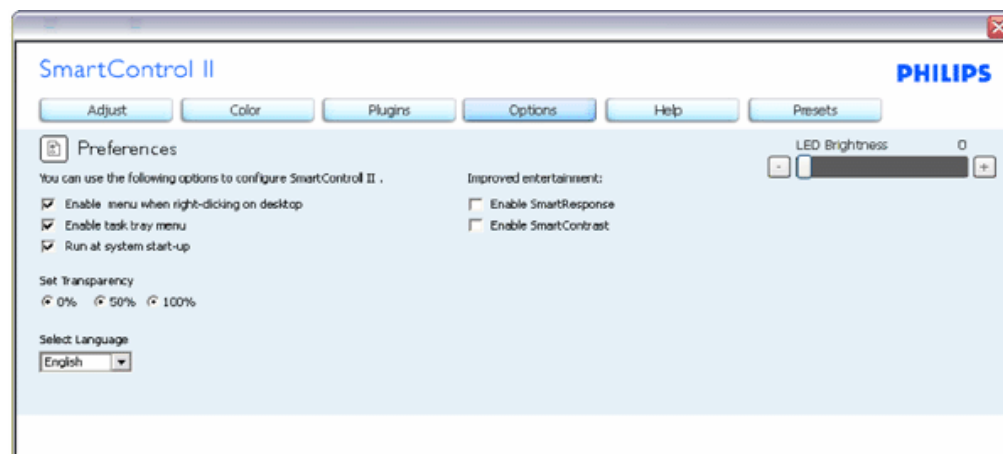 SmartControl II
PHILIPS
Adjust Color Plugins Options Help Presets
Preferences
LED Brightness 0
You can use the following options to configure SmartControl II .
Improved entertainment:
Enable menu when right-clicking on desktop
Enable SmartResponse
Enable task tray menu
Enable SmartContrast
Run at system start-up
Set Transparency
0% 50% 100%
Select Language
English